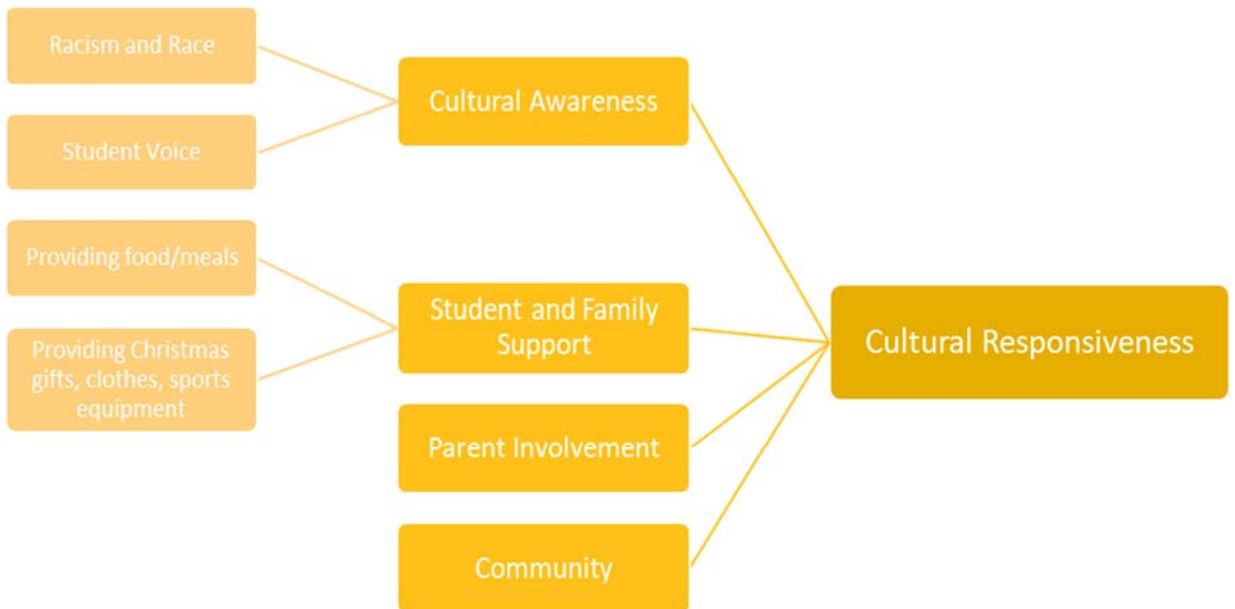 Racism and Race
Student Voice
Providing food/meals
Providing Christmas
gifts, clothes, sports
equipment
Cultural Awareness
Student and Family
Support
Parent Involvement
Community
Cultural Responsiveness